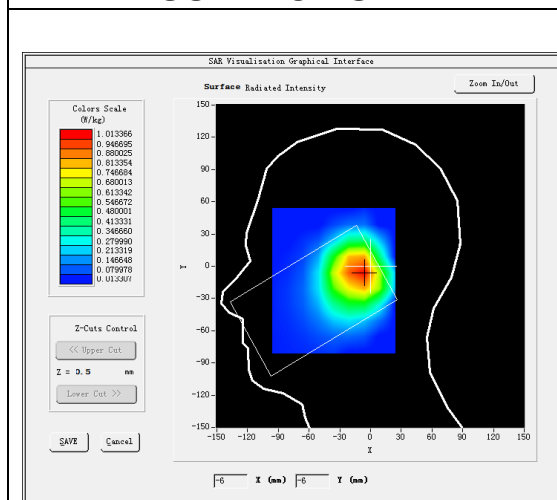 SAR Visualisation Graphical Interface
Surface Radiated Intensity
Zoom In/Out
Colors Scale
(W/kg)
1.013366
0.946695
0.880025
0.813354
0.746684
0.680013
0.613342
0.546672
0.480001
0.413331
0.346660
0.279990
0.213319
0.146648
0.079978
0.013307
150
120
90
60
30
0
-30
-60
-90
-120
-150
Y
-150 -120 -90 -60 -30 0 30 60 90 120 150
X
Z-Cuts Control
<< Upper Cut
Z = 0.5 mm
Lower Cut >>
SAVE Cancel
-6 X (mm) -6 Y (mm)